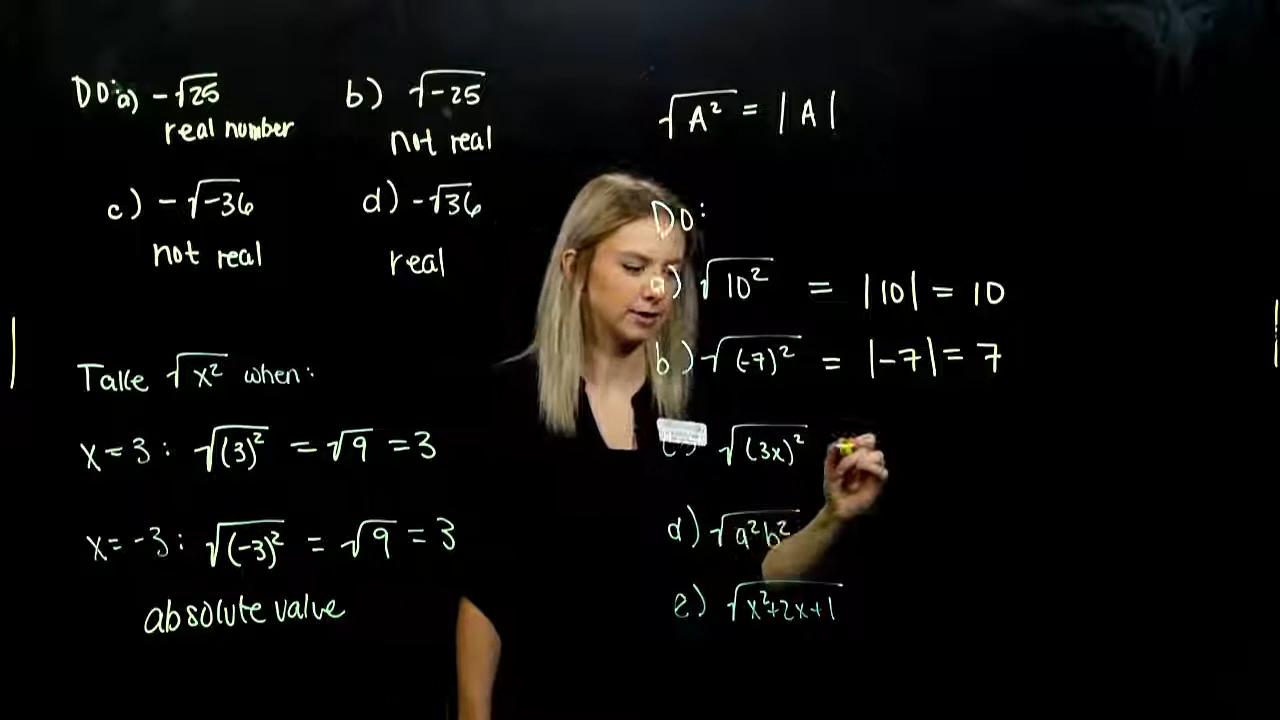 DO: a) -√25
real number
b) √-25
not real
c) -√-36
not real
d) -√36
real
Take √x² when:
x = 3 : √(3)² = √9 = 3
x = -3 : √(-3)² = √9 = 3
absolute value
√A² = |A|
Do:
a) √10² = |10| = 10
b) √(-7)² = |-7| = 7
c) √(3x)²
d) √a²b²
e) √x²+2x+1